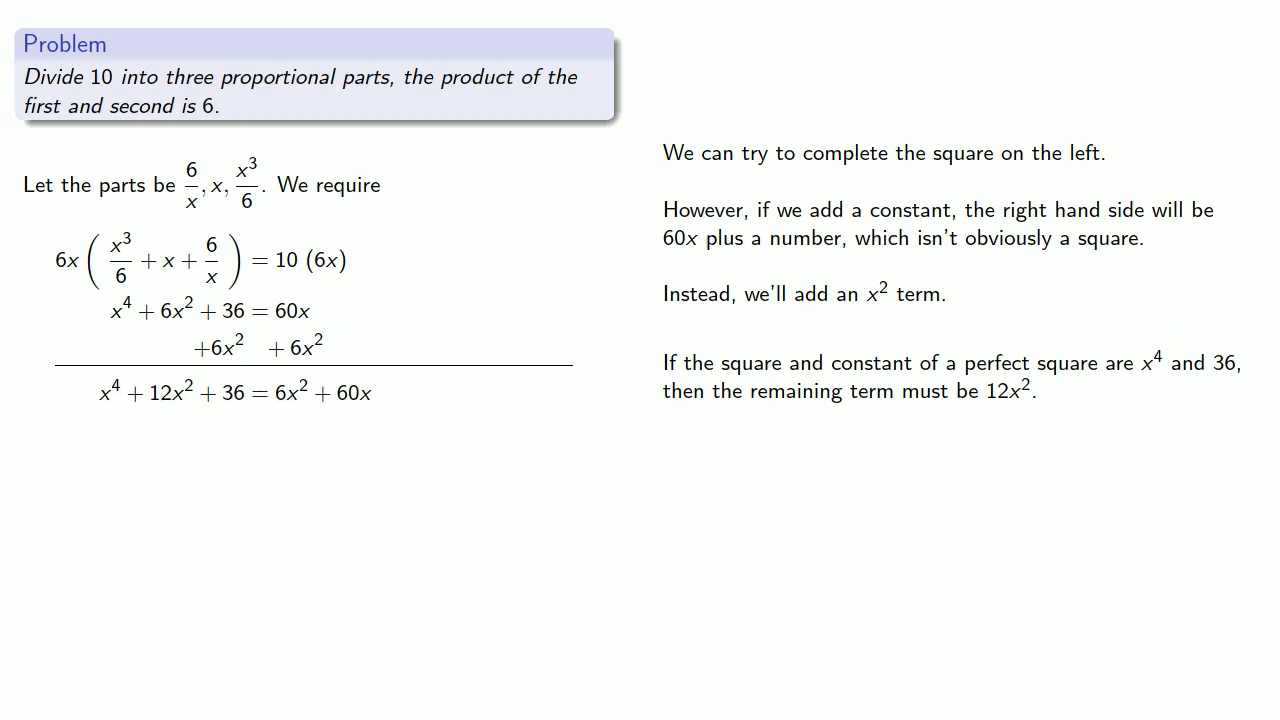 Problem
Divide 10 into three proportional parts, the product of the
first and second is 6.
Let the parts be 6/x, x, x³/6. We require
6x ( x³/6 + x + 6/x ) = 10 (6x)
x⁴ + 6x² + 36 = 60x
+6x² + 6x²
x⁴ + 12x² + 36 = 6x² + 60x
We can try to complete the square on the left.
However, if we add a constant, the right hand side will be
60x plus a number, which isn't obviously a square.
Instead, we'll add an x² term.
If the square and constant of a perfect square are x⁴ and 36,
then the remaining term must be 12x².